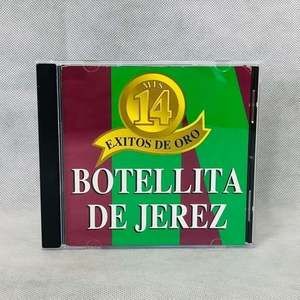 MIS
14
EXITOS DE ORO
BOTELLITA
DE JEREZ